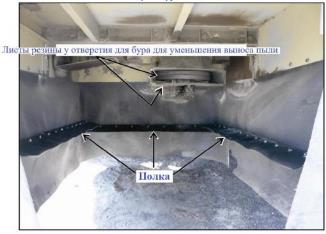 Листы резины у отверстия для бура для уменьшения выноса пыли
Полка